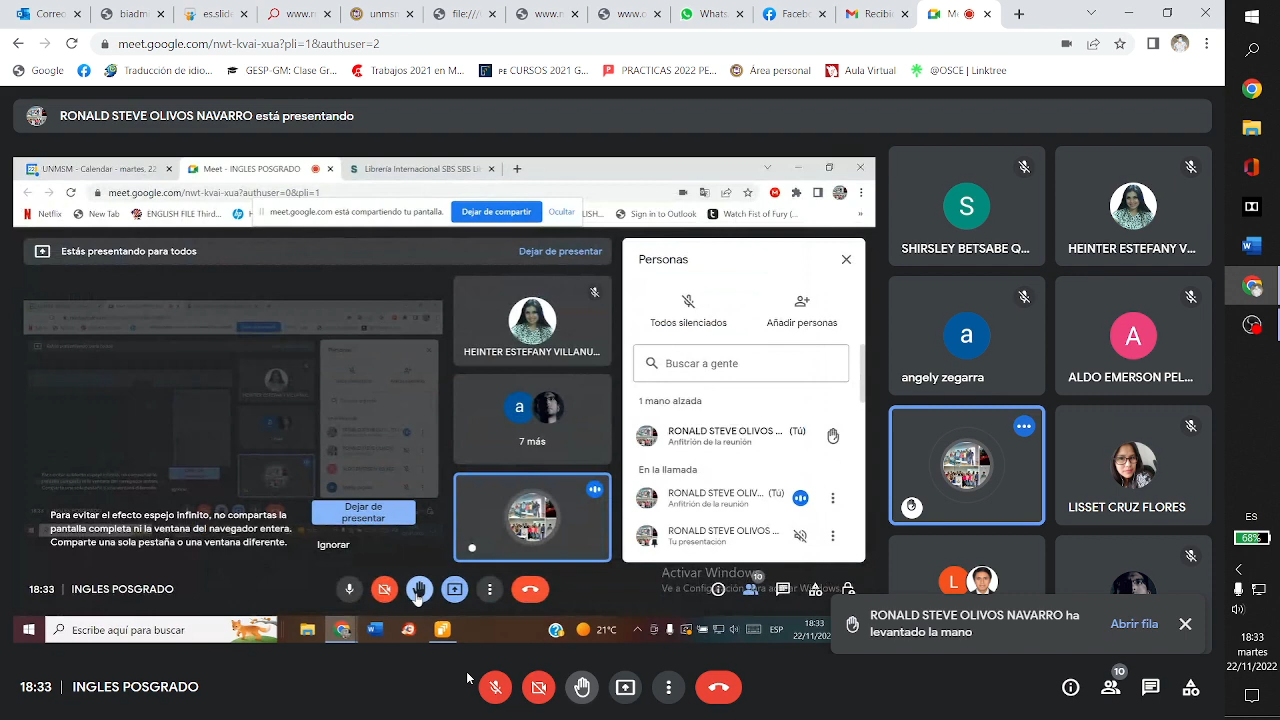 Co
biadm
es.slide
www.r
unmsm
file:///
www.n
www.c
Whats
Facebo
Recibi
Me
meet.google.com/nwt-kvai-xua?pli=1&authuser=2
Google
Traducción de idio...
GESP-GM: Clase Gr...
Trabajos 2021 en M...
CURSOS 2021 G...
PRACTICAS 2022 PE...
Área personal
Aula Virtual
@OSCE | Linktree
RONALD STEVE OLIVOS NAVARRO está presentando
UNMSM - Calendar - martes, 22
Meet - INGLES POSGRADO
Librería Internacional SBS SBS Li
meet.google.com/nwt-kvai-xua?authuser=0&pli=1
Netflix
New Tab
ENGLISH FILE Third...
meet.google.com está compartiendo tu pantalla.
Dejar de compartir
Ocultar
LISH...
Sign in to Outlook
Watch Fist of Fury (...
»
Estás presentando para todos
Dejar de presentar
HEINTER ESTEFANY VILLANU...
a
7 más
Para evitar el efecto espejo infinito, no compartas la
pantalla completa ni la ventana del navegador entera.
Comparte una sola pestaña o una ventana diferente.
Dejar de
presentar
Ignorar
Personas
Todos silenciados
Añadir personas
Buscar a gente
1 mano alzada
RONALD STEVE OLIVOS ... (Tú)
Anfitrión de la reunión
En la llamada
RONALD STEVE OLIV... (Tú)
Anfitrión de la reunión
RONALD STEVE OLIVOS ...
Tu presentación
18:33 | INGLES POSGRADO
10
Activar Windows
Ve a Configuración para activar Windows.
Escribe aquí para buscar
21°C
ESP
18:33
22/11/2022
S
SHIRSLEY BETSABE Q...
HEINTER ESTEFANY V...
a
angely zegarra
A
ALDO EMERSON PEL...
LISSET CRUZ FLORES
L
RONALD STEVE OLIVOS NAVARRO ha
levantado la mano
Abrir fila
18:33 | INGLES POSGRADO
10
ES
68%
18:33
martes
22/11/2022